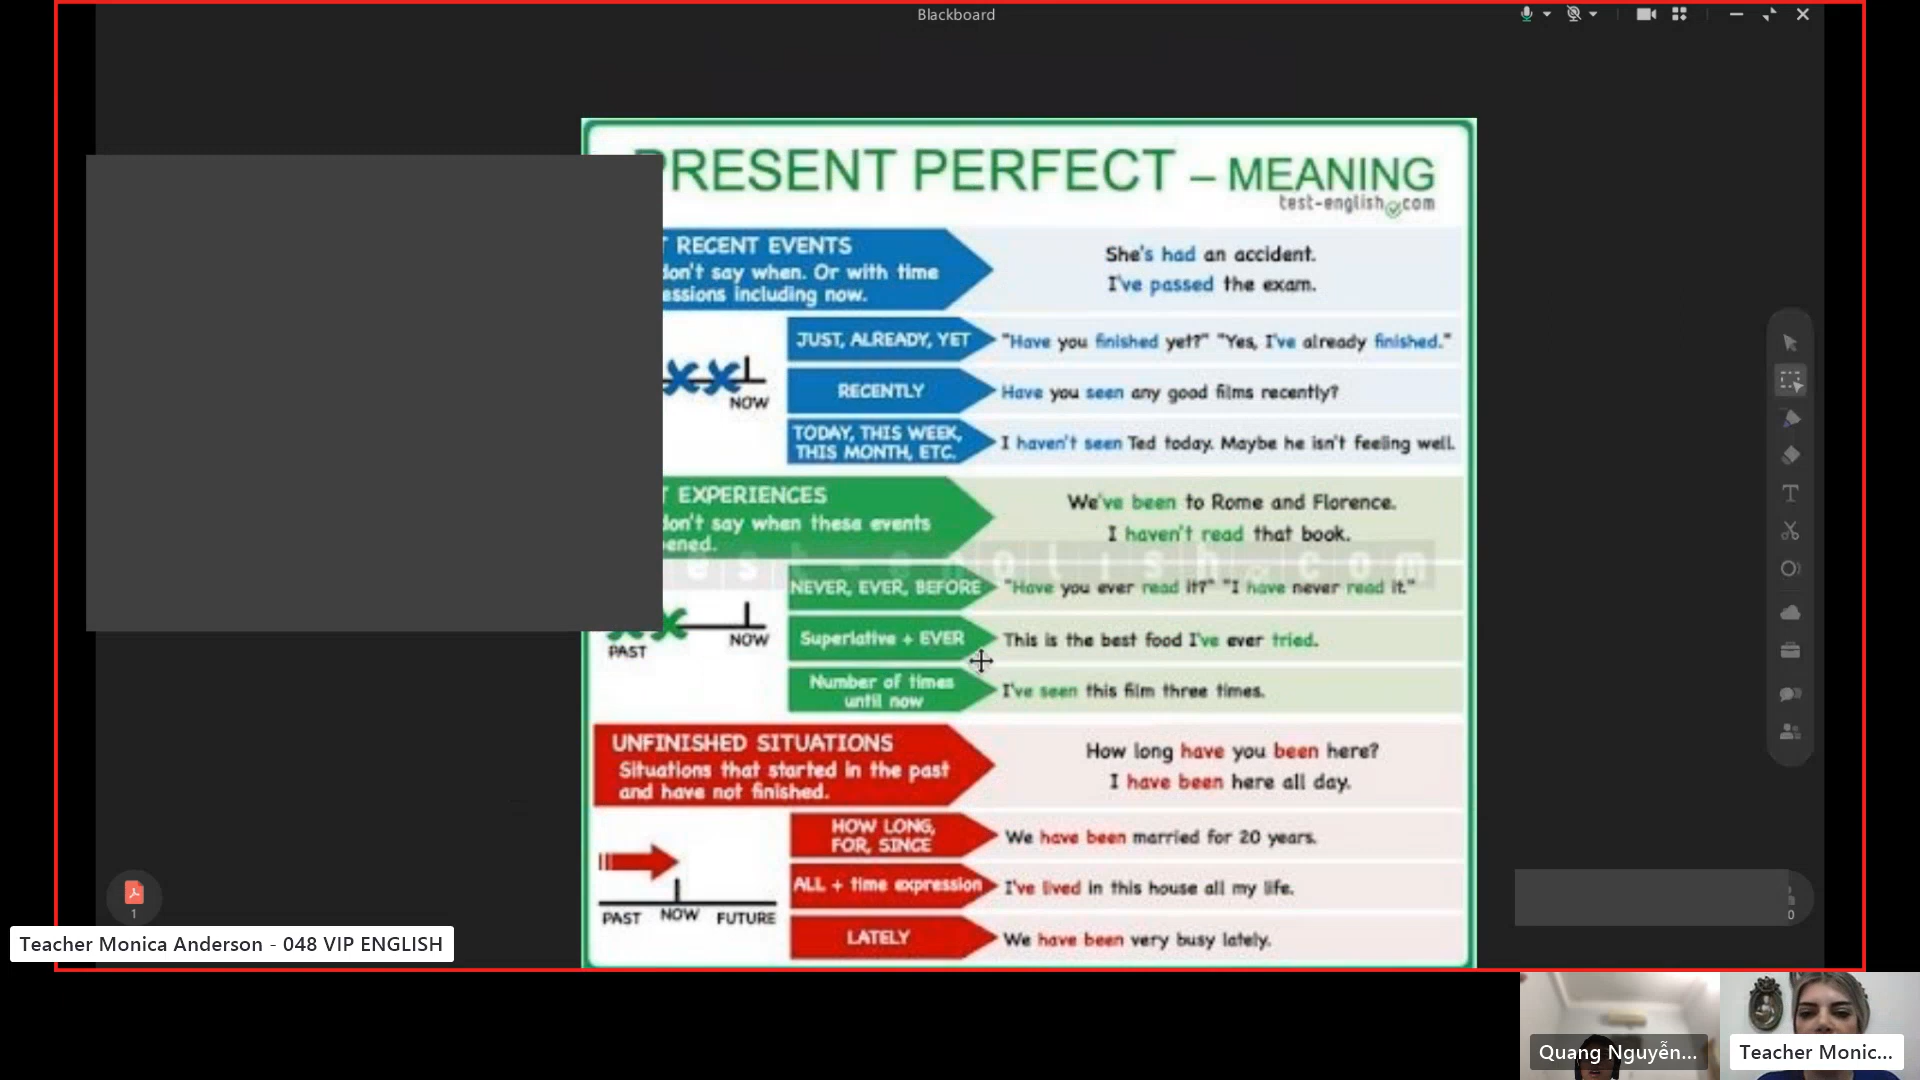 Blackboard
PRESENT PERFECT – MEANING
test-english.com
RECENT EVENTS
don't say when. Or with time
essions including now.
She's had an accident.
I've passed the exam.
NOW
JUST, ALREADY, YET
"Have you finished yet?" "Yes, I've already finished."
RECENTLY
Have you seen any good films recently?
TODAY, THIS WEEK,
THIS MONTH, ETC.
I haven't seen Ted today. Maybe he isn't feeling well.
EXPERIENCES
don't say when these events
ened.
We've been to Rome and Florence.
I haven't read that book.
PAST
NOW
NEVER, EVER, BEFORE
"Have you ever read it?" "I have never read it."
Superlative + EVER
This is the best food I've ever tried.
Number of times
until now
I've seen this film three times.
UNFINISHED SITUATIONS
Situations that started in the past
and have not finished.
How long have you been here?
I have been here all day.
PAST NOW FUTURE
HOW LONG,
FOR, SINCE
We have been married for 20 years.
ALL + time expression
I've lived in this house all my life.
LATELY
We have been very busy lately.
1
0
Teacher Monica Anderson - 048 VIP ENGLISH
Quang Nguyễn...
Teacher Monic...